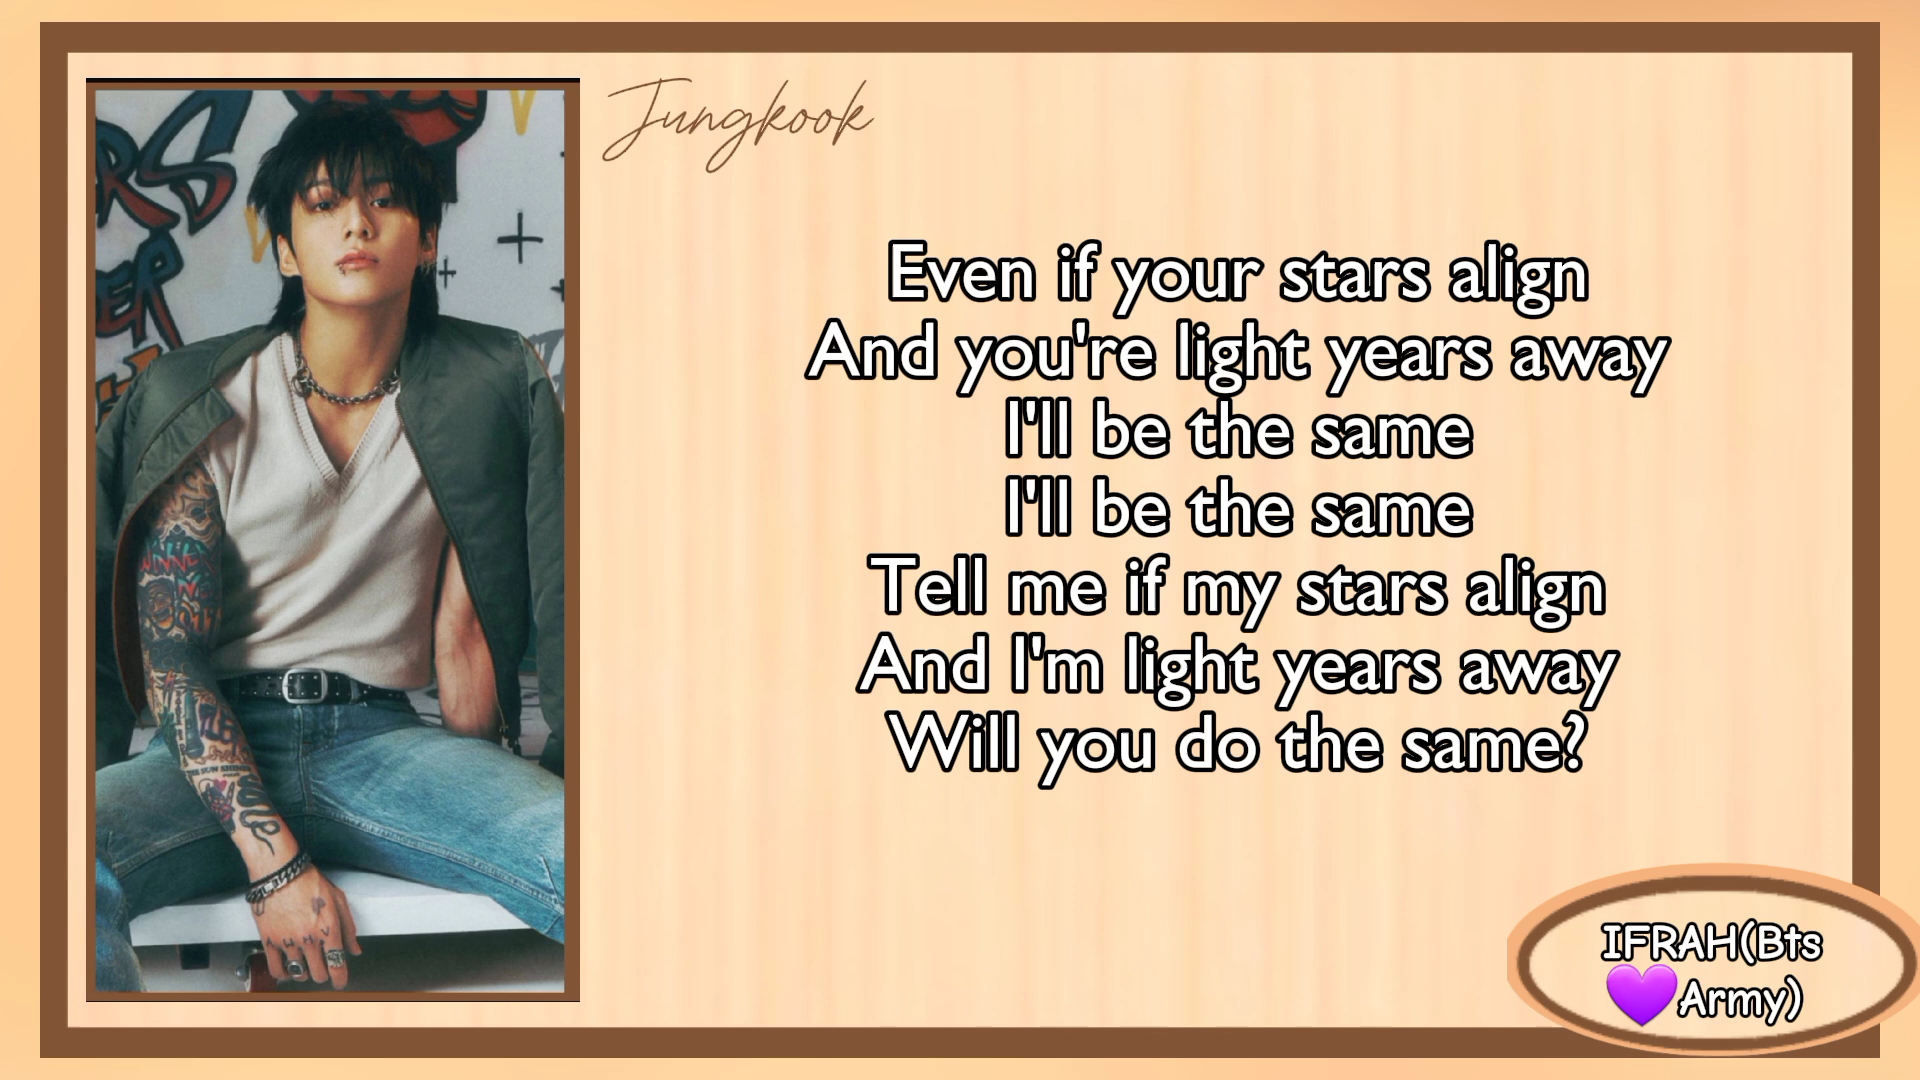 Jungkook
Even if your stars align
And you're light years away
I'll be the same
I'll be the same
Tell me if my stars align
And I'm light years away
Will you do the same?
IFRAH(Bts
💜Army)